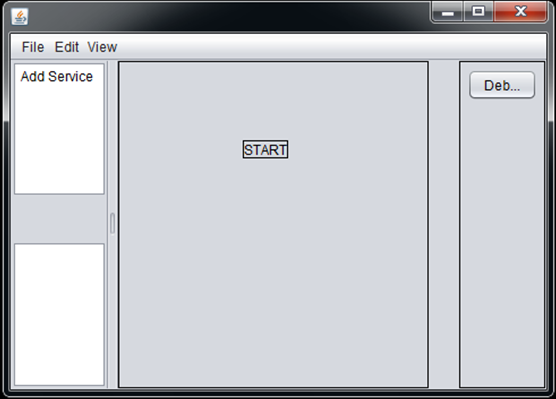 File Edit View
Add Service
START
Deb...